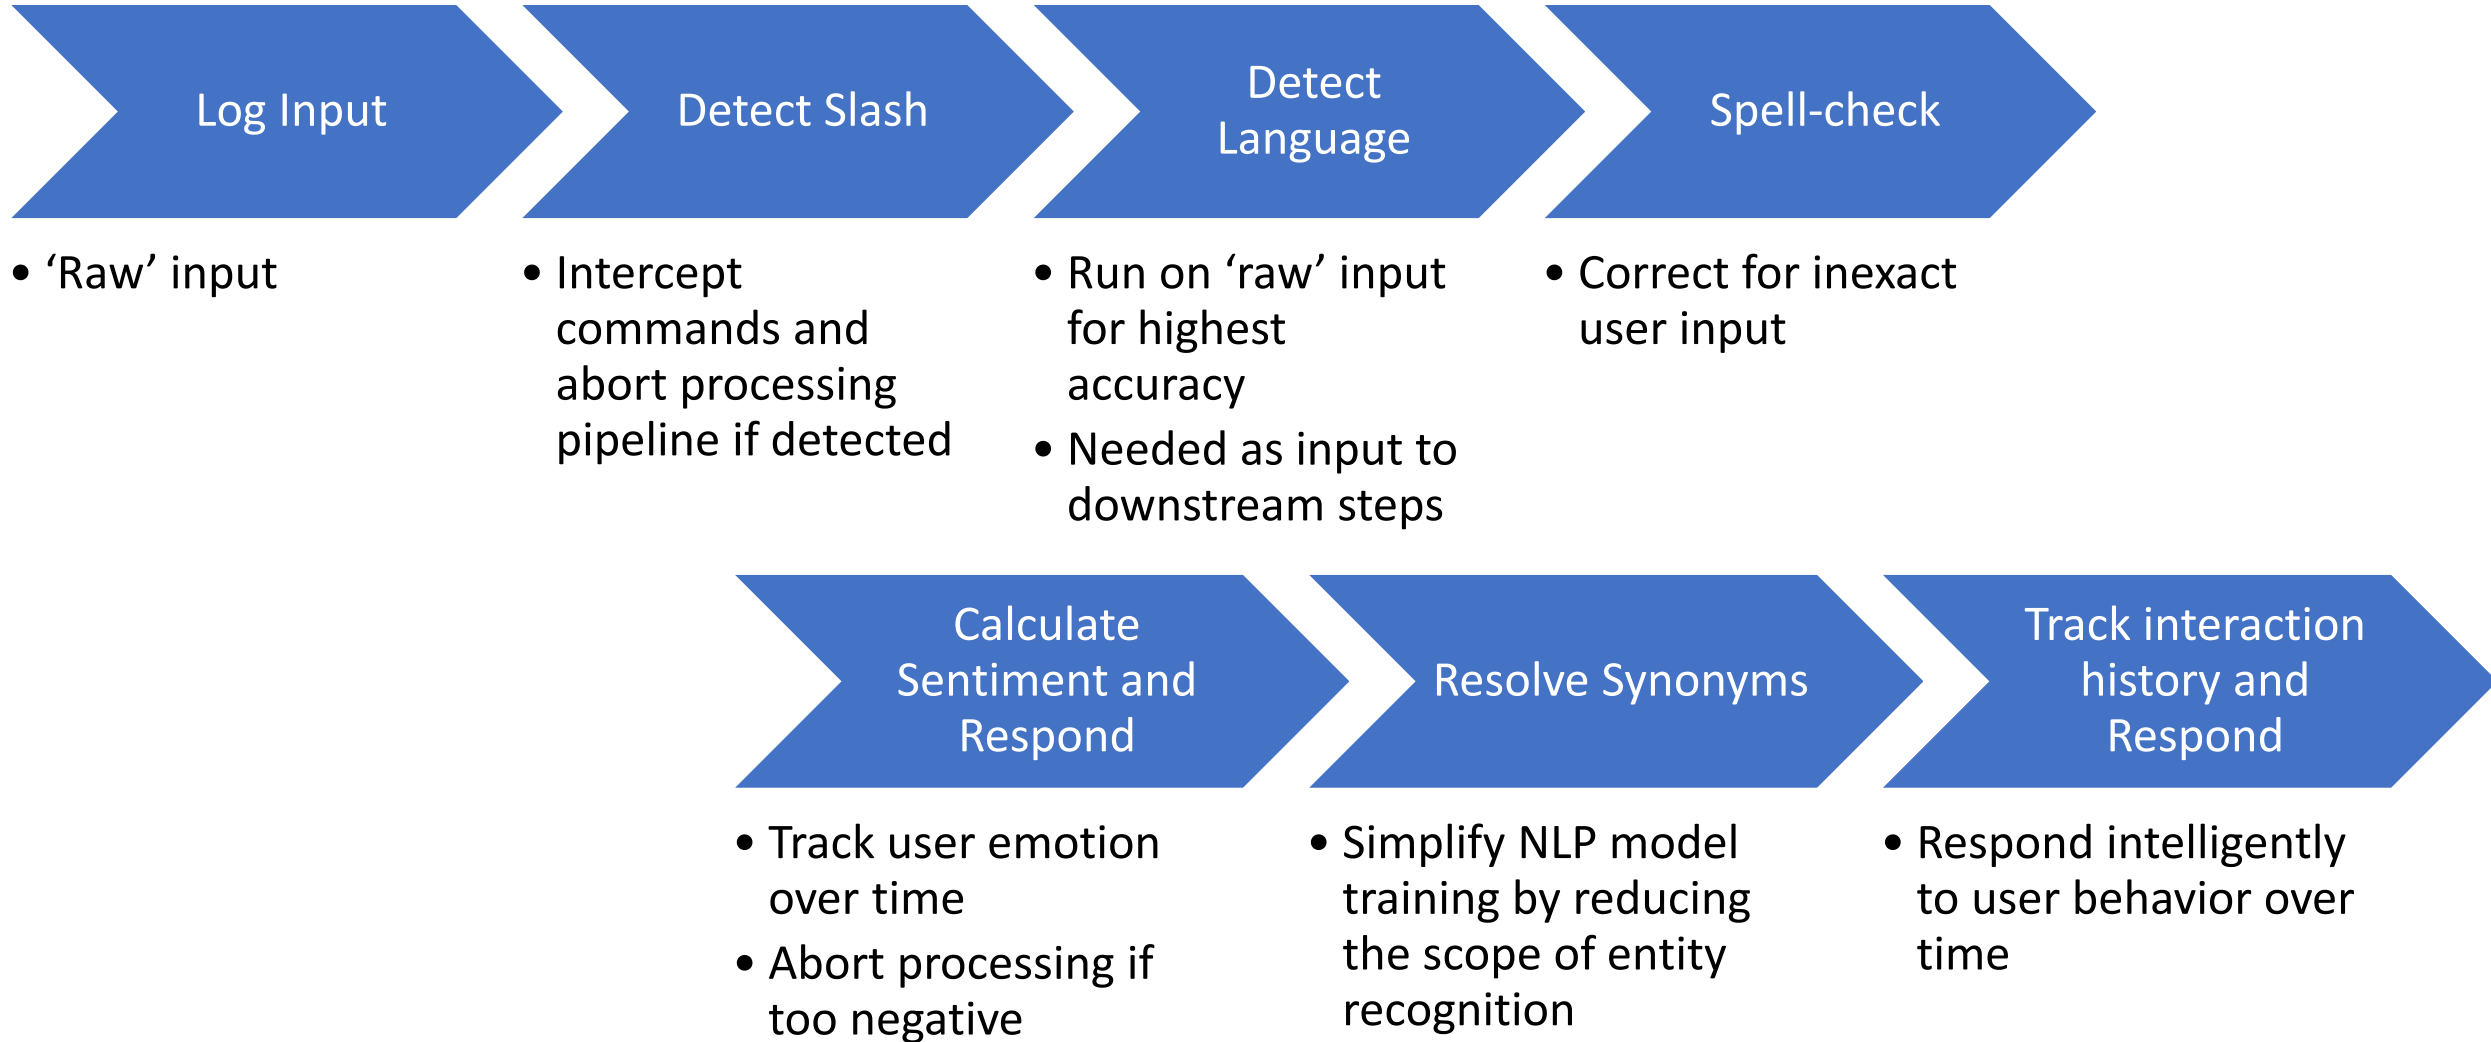 Log Input
Detect Slash
Detect
Language
Spell-check
• ‘Raw’ input
• Intercept
commands and
abort processing
pipeline if detected
• Run on ‘raw’ input
for highest
accuracy
• Needed as input to
downstream steps
• Correct for inexact
user input
Calculate
Sentiment and
Respond
Resolve Synonyms
Track interaction
history and
Respond
• Track user emotion
over time
• Abort processing if
too negative
• Simplify NLP model
training by reducing
the scope of entity
recognition
• Respond intelligently
to user behavior over
time